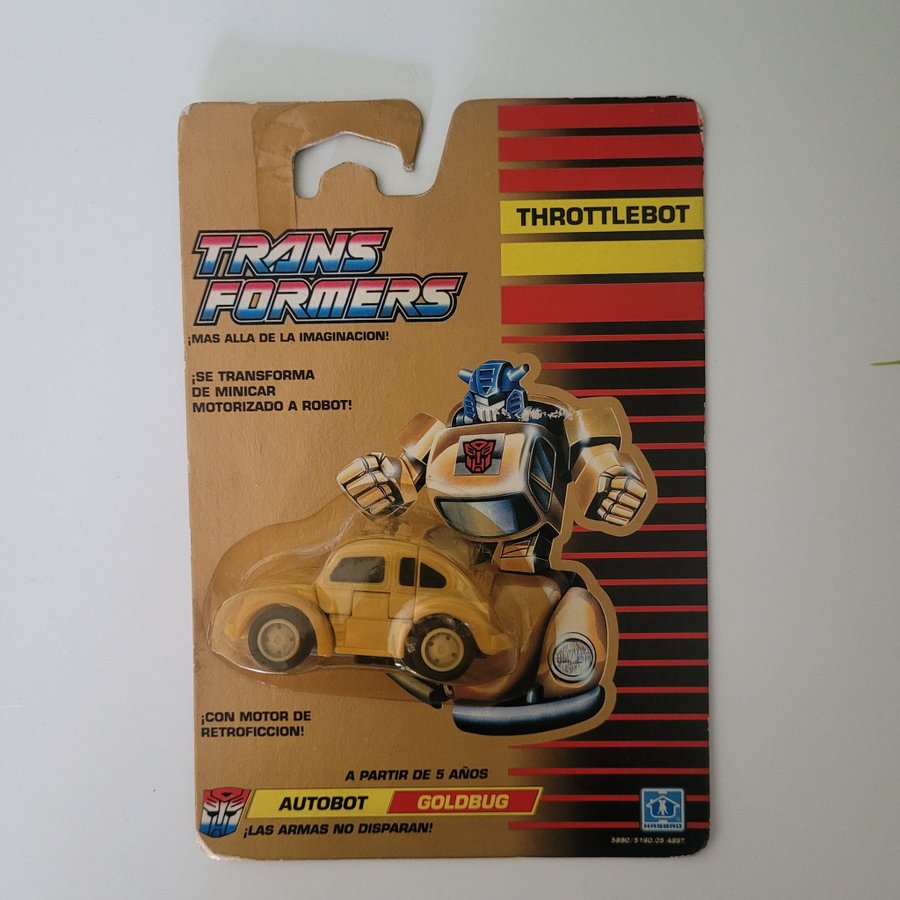 THROTTLEBOT
TRANS
FORMERS
¡MAS ALLA DE LA IMAGINACION!
¡SE TRANSFORMA
DE MINICAR
MOTORIZADO A ROBOT!
¡CON MOTOR DE
RETROFICCION!
A PARTIR DE 5 AÑOS
AUTOBOT GOLDBUG
¡LAS ARMAS NO DISPARAN!
HASBRO